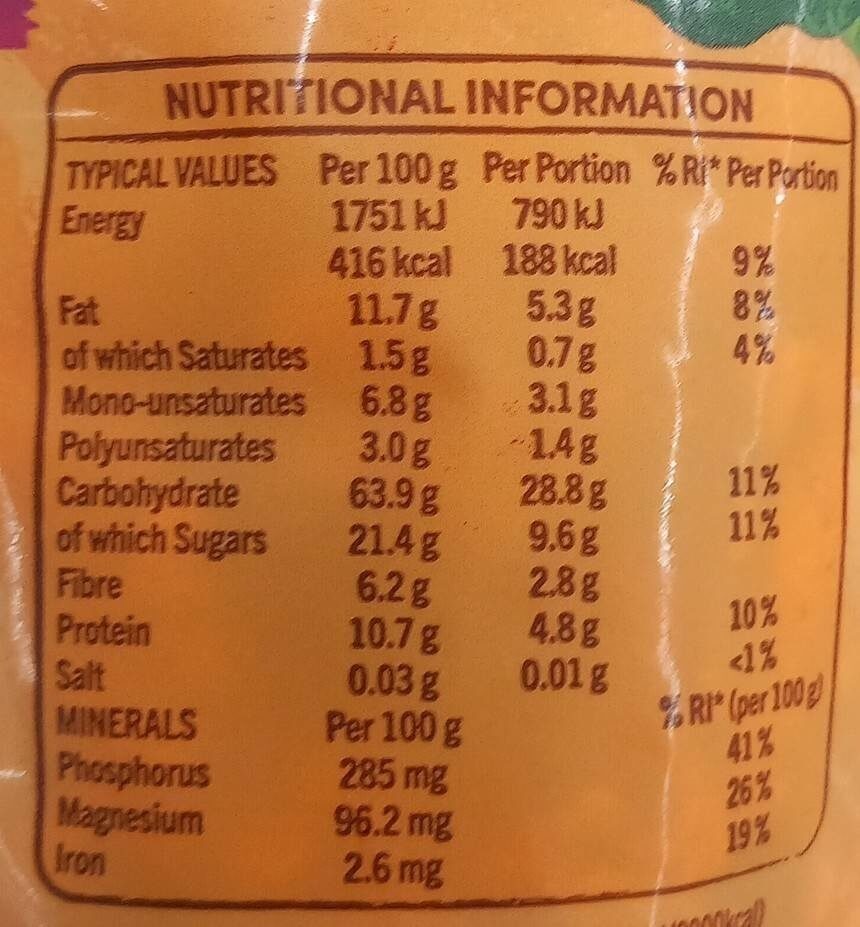 NUTRITIONAL INFORMATION
TYPICAL VALUES Per 100 g Per Portion % RI* Per Portion
Energy 1751 kJ 790 kJ
416 kcal 188 kcal 9%
Fat 11.7 g 5.3 g 8%
of which Saturates 1.5 g 0.7 g 4%
Mono-unsaturates 6.8 g 3.1 g
Polyunsaturates 3.0 g 1.4 g
Carbohydrate 63.9 g 28.8 g 11%
of which Sugars 21.4 g 9.6 g 11%
Fibre 6.2 g 2.8 g
Protein 10.7 g 4.8 g 10%
Salt 0.03 g 0.01 g <1%
MINERALS Per 100 g % RI* (per 100 g)
Phosphorus 285 mg 41%
Magnesium 96.2 mg 26%
Iron 2.6 mg 19%